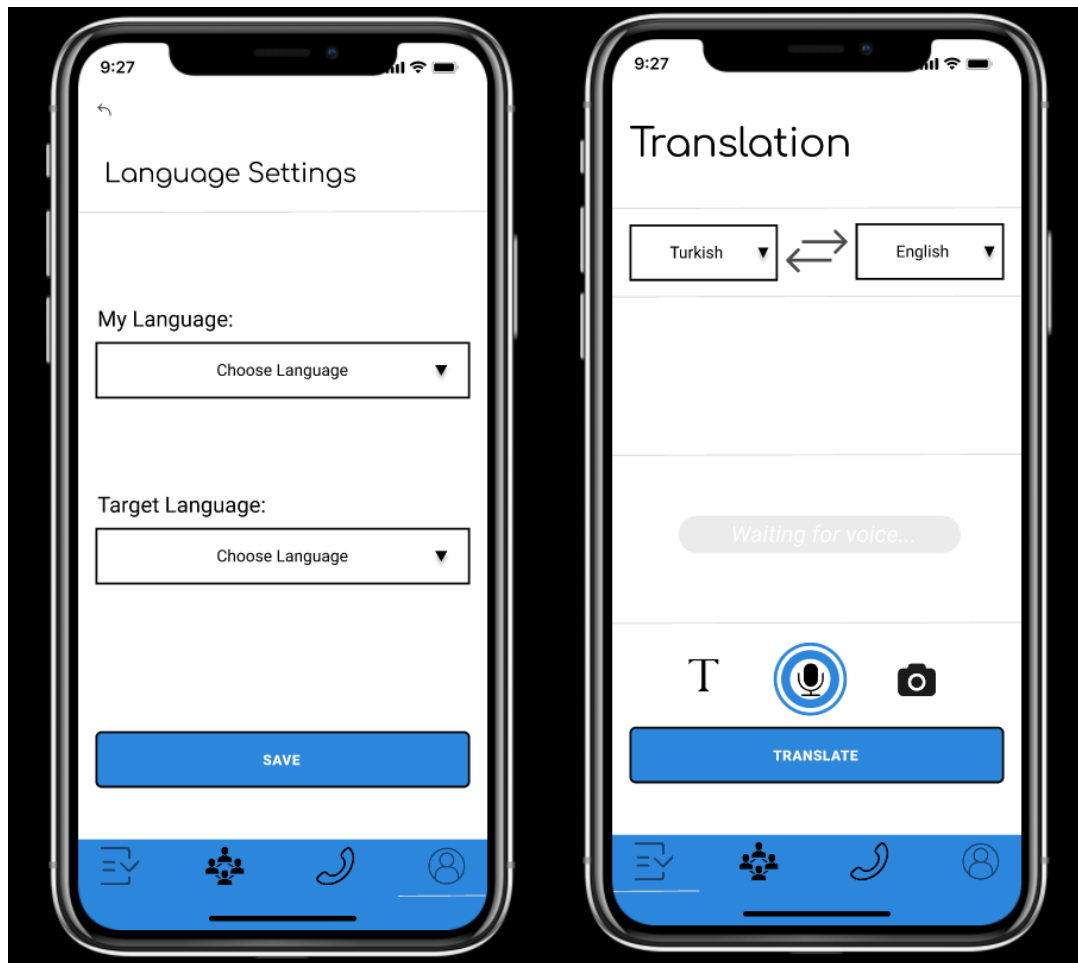 9:27
Language Settings
My Language:
Choose Language ▼
Target Language:
Choose Language ▼
SAVE
9:27
Translation
Turkish ▼
English ▼
Waiting for voice...
T
TRANSLATE